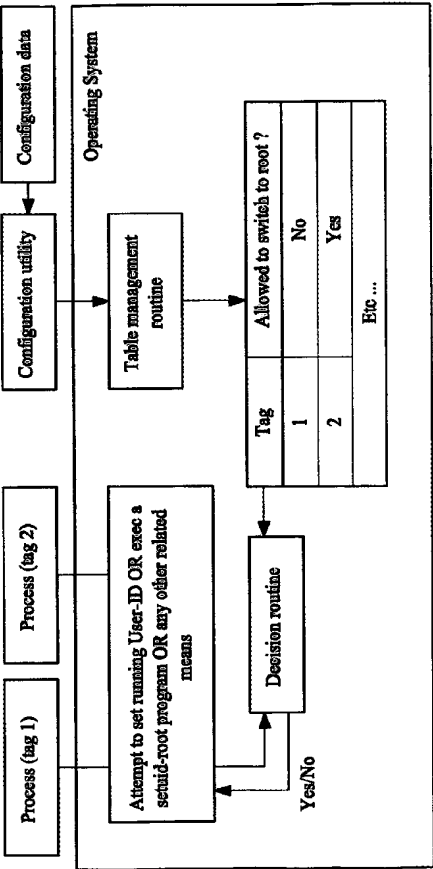 Process (tag 1)
Process (tag 2)
Configuration utility
Configuration data
Operating System
Attempt to set running User-ID OR exec a
setuid-root program OR any other related
means
Table management
routine
Yes/No
Decision routine
Tag
Allowed to switch to root ?
1
No
2
Yes
Etc ...